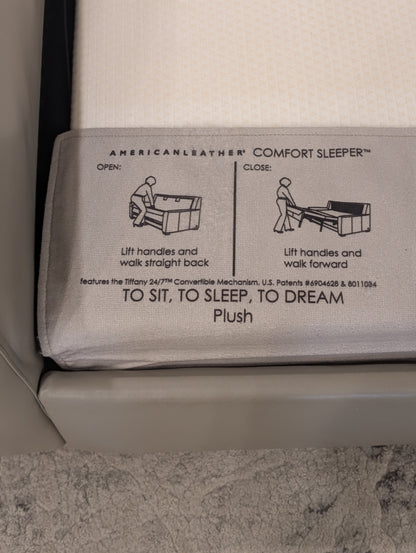 AMERICANLEATHER® COMFORT SLEEPER™
OPEN:
Lift handles and
walk straight back
CLOSE:
Lift handles and
walk forward
features the Tiffany 24/7™ Convertible Mechanism, U.S. Patents #6904628 & 8011034
TO SIT, TO SLEEP, TO DREAM
Plush